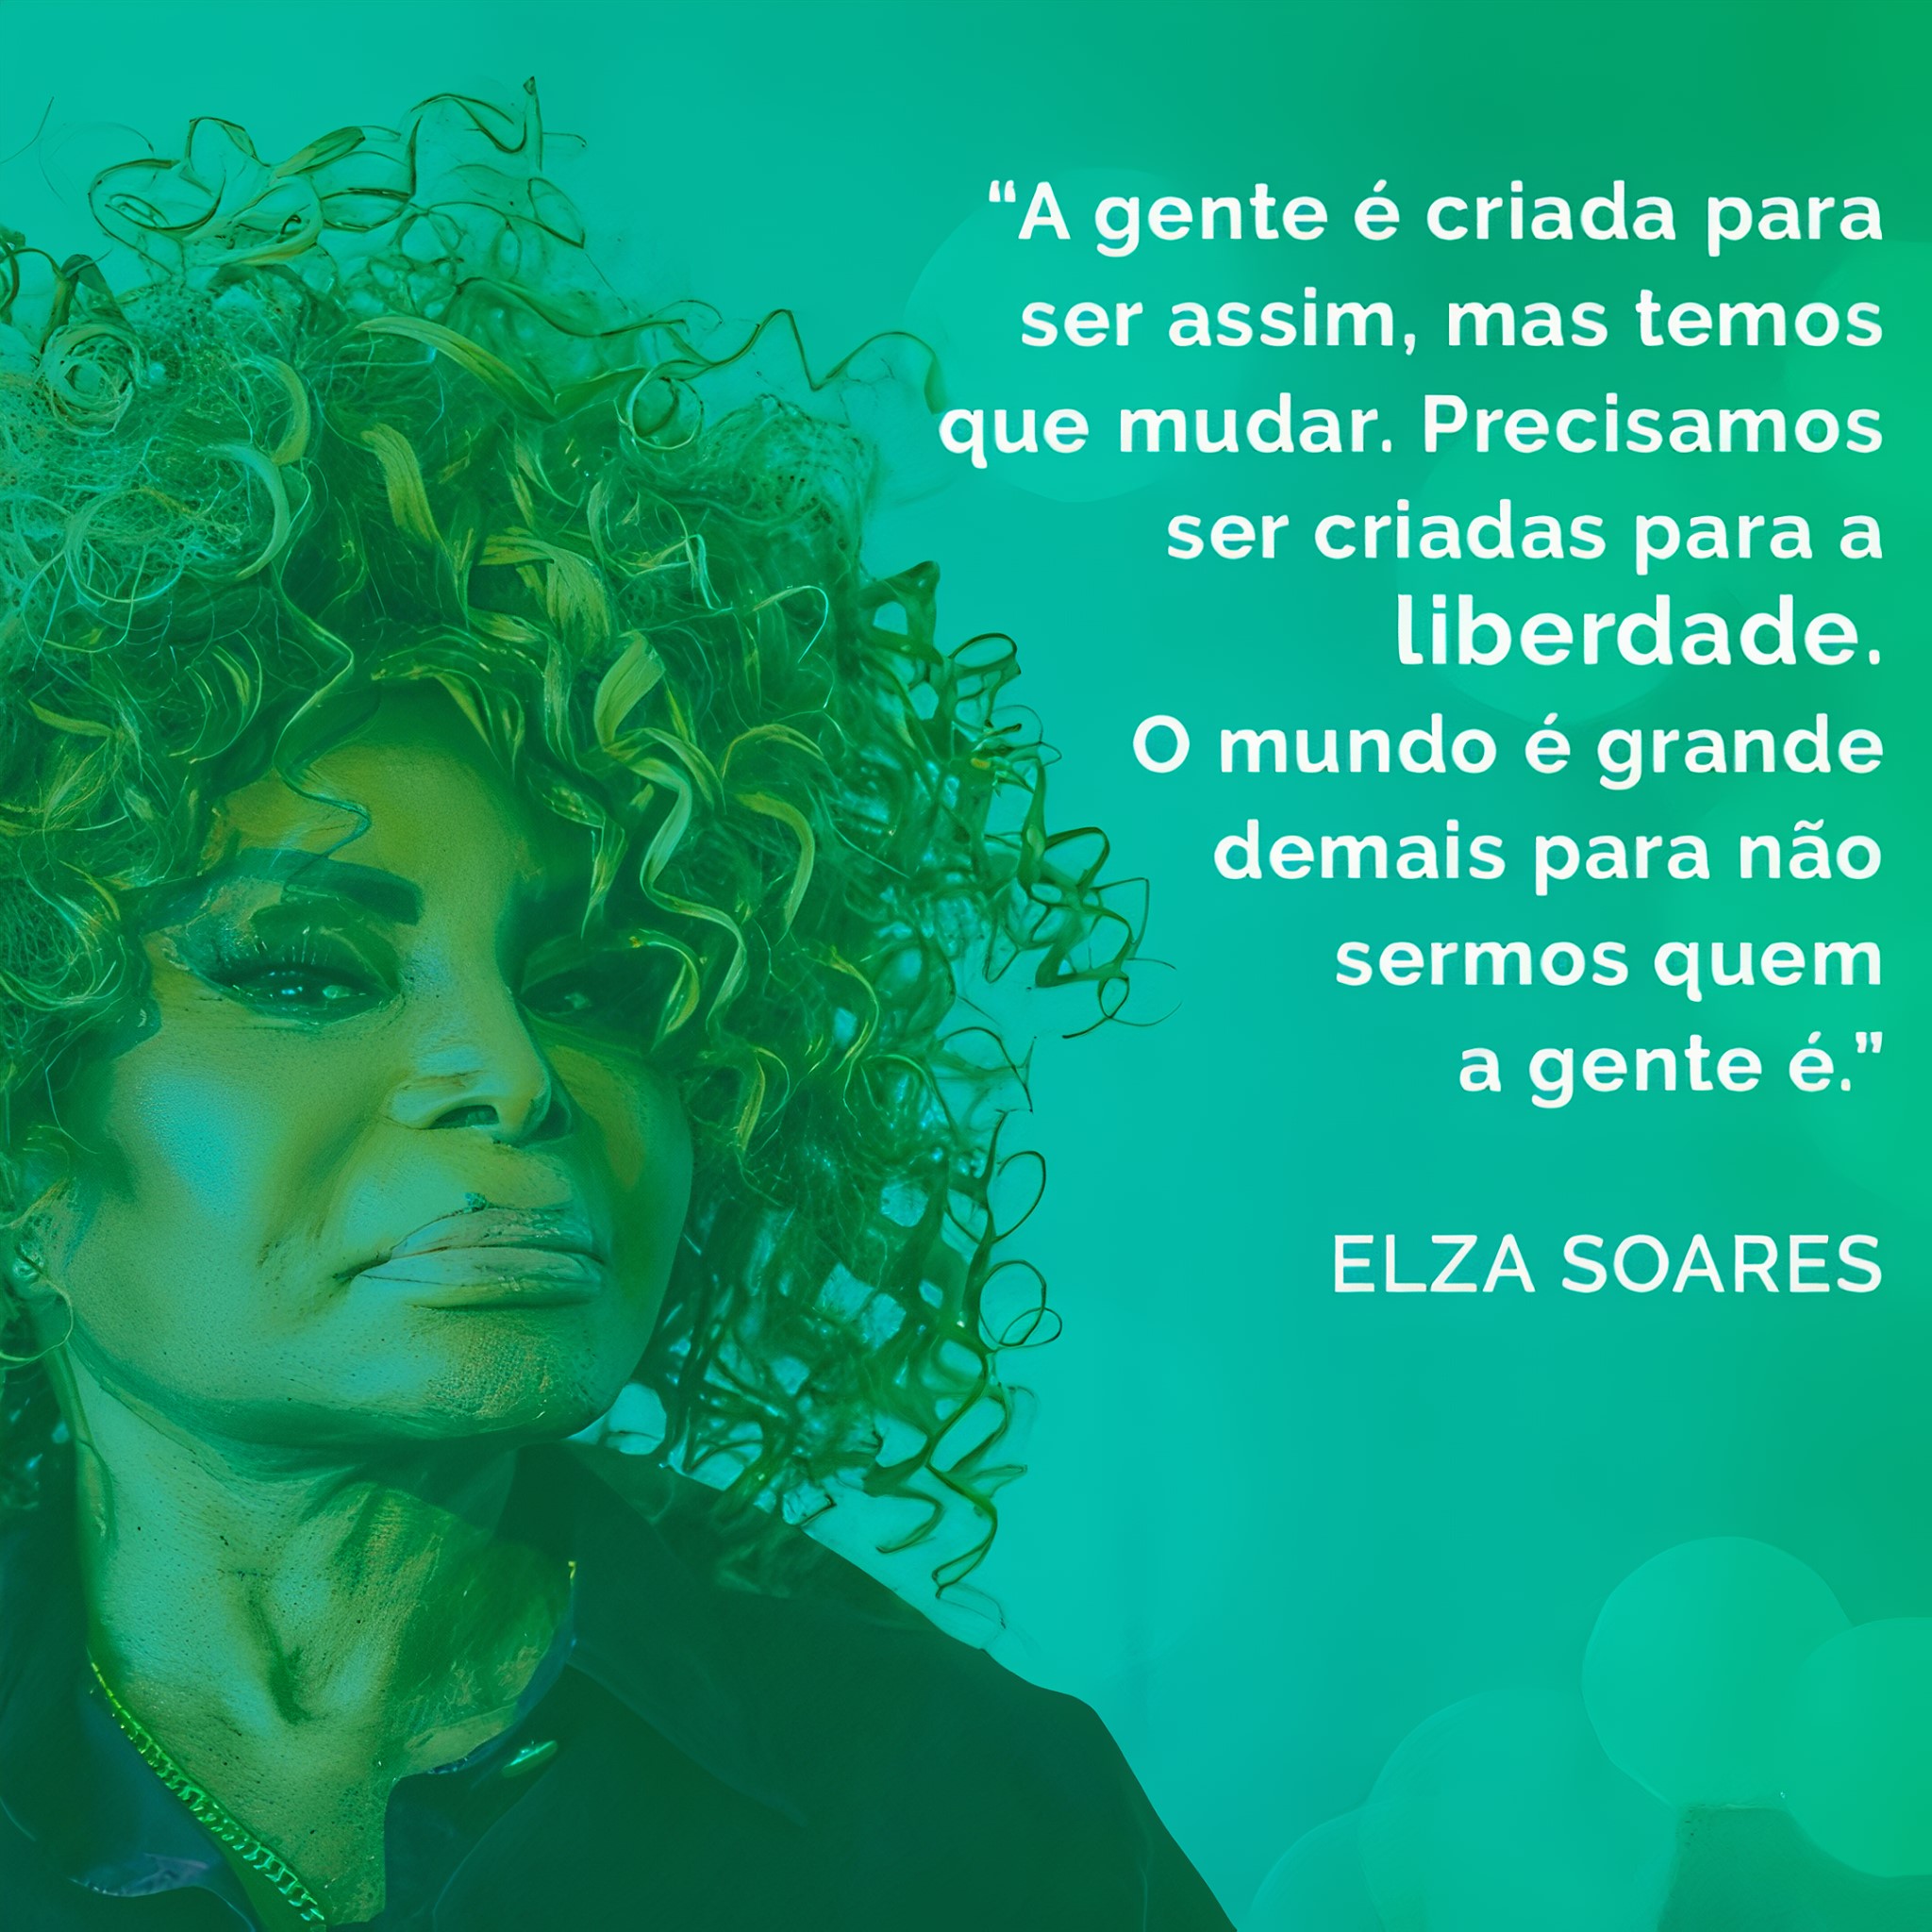 “A gente é criada para
ser assim, mas temos
que mudar. Precisamos
ser criadas para a
liberdade.
O mundo é grande
demais para não
sermos quem
a gente é.”
ELZA SOARES